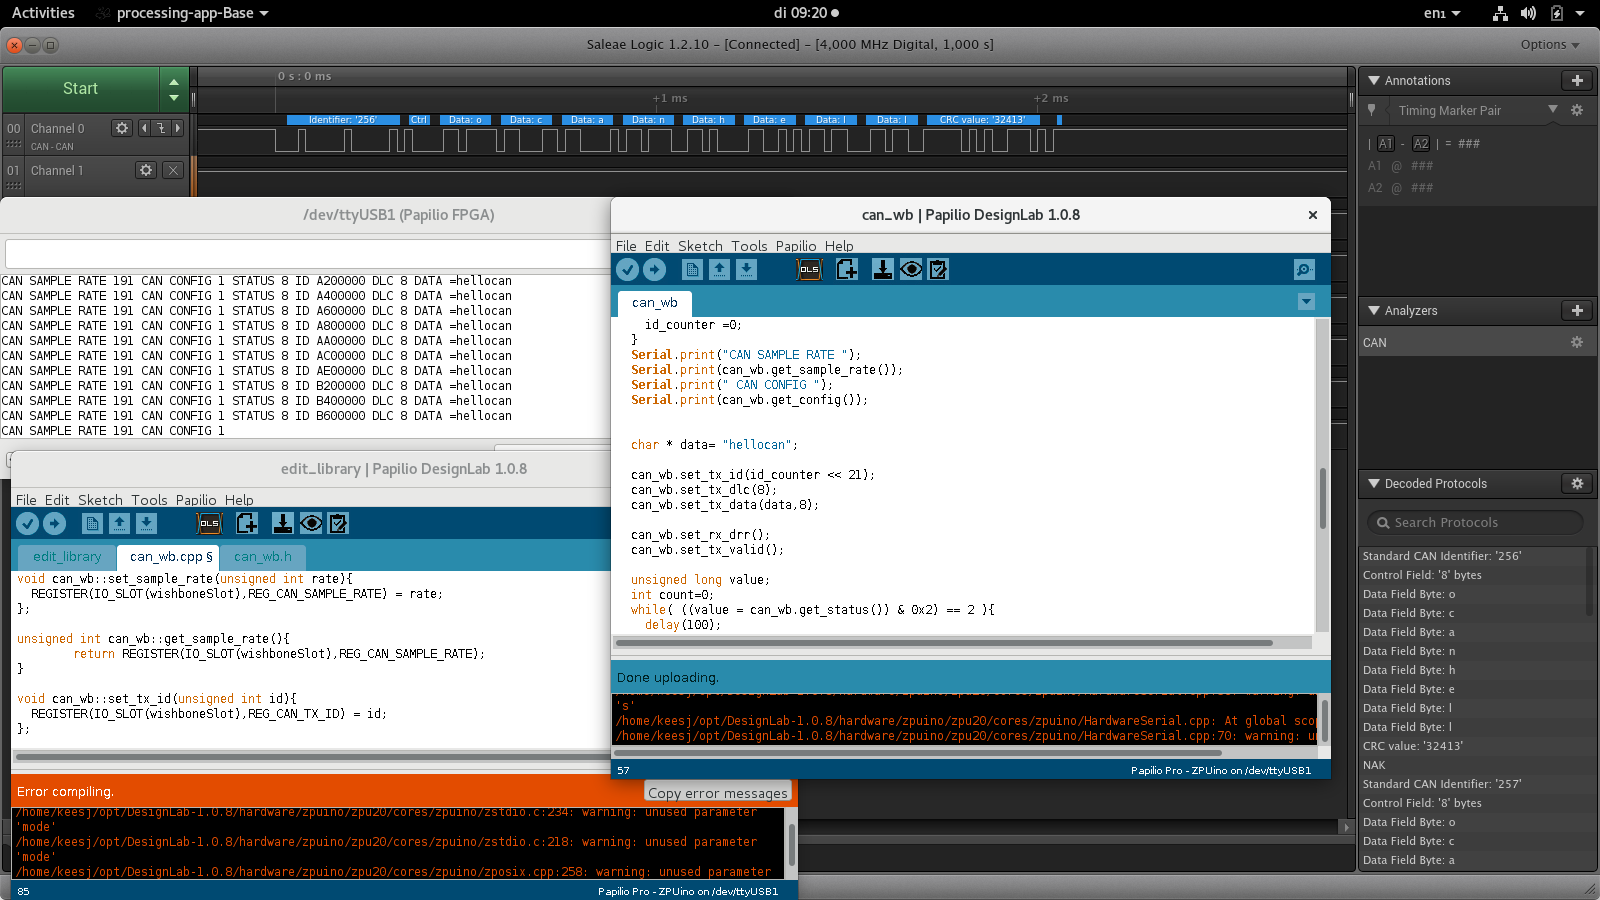 Activities
processing-app-Base
di 09:20
en₁
Saleae Logic 1.2.10 - [Connected] - [4,000 MHz Digital, 1,000 s]
Options
Start
0 s : 0 ms
+1 ms
+2 ms
00
Channel 0
CAN - CAN
Identifier: '256'
Ctrl
Data: o
Data: c
Data: a
Data: n
Data: h
Data: e
Data: l
Data: l
CRC value: '32413'
01
Channel 1
/dev/ttyUSB1 (Papilio FPGA)
CAN SAMPLE RATE 191 CAN CONFIG 1 STATUS 8 ID A200000 DLC 8 DATA =hellocan
CAN SAMPLE RATE 191 CAN CONFIG 1 STATUS 8 ID A400000 DLC 8 DATA =hellocan
CAN SAMPLE RATE 191 CAN CONFIG 1 STATUS 8 ID A600000 DLC 8 DATA =hellocan
CAN SAMPLE RATE 191 CAN CONFIG 1 STATUS 8 ID A800000 DLC 8 DATA =hellocan
CAN SAMPLE RATE 191 CAN CONFIG 1 STATUS 8 ID AA00000 DLC 8 DATA =hellocan
CAN SAMPLE RATE 191 CAN CONFIG 1 STATUS 8 ID AC00000 DLC 8 DATA =hellocan
CAN SAMPLE RATE 191 CAN CONFIG 1 STATUS 8 ID AE00000 DLC 8 DATA =hellocan
CAN SAMPLE RATE 191 CAN CONFIG 1 STATUS 8 ID B200000 DLC 8 DATA =hellocan
CAN SAMPLE RATE 191 CAN CONFIG 1 STATUS 8 ID B400000 DLC 8 DATA =hellocan
CAN SAMPLE RATE 191 CAN CONFIG 1 STATUS 8 ID B600000 DLC 8 DATA =hellocan
CAN SAMPLE RATE 191 CAN CONFIG 1
edit_library | Papilio DesignLab 1.0.8
File Edit Sketch Tools Papilio Help
OLS
edit_library
can_wb.cpp §
can_wb.h
void can_wb::set_sample_rate(unsigned int rate){
  REGISTER(IO_SLOT(wishboneSlot),REG_CAN_SAMPLE_RATE) = rate;
};
unsigned int can_wb::get_sample_rate(){
        return REGISTER(IO_SLOT(wishboneSlot),REG_CAN_SAMPLE_RATE);
}
void can_wb::set_tx_id(unsigned int id){
  REGISTER(IO_SLOT(wishboneSlot),REG_CAN_TX_ID) = id;
};
Error compiling.
Copy error messages
/home/keesj/opt/DesignLab-1.0.8/hardware/zpuino/zpu20/cores/zpuino/zstdio.c:234: warning: unused parameter
'mode'
/home/keesj/opt/DesignLab-1.0.8/hardware/zpuino/zpu20/cores/zpuino/zstdio.c:218: warning: unused parameter
'mode'
/home/keesj/opt/DesignLab-1.0.8/hardware/zpuino/zpu20/cores/zpuino/zposix.cpp:258: warning: unused parameter
85
Papilio Pro - ZPUino on /dev/ttyUSB1
can_wb | Papilio DesignLab 1.0.8
File Edit Sketch Tools Papilio Help
OLS
can_wb
  id_counter =0;
}
Serial.print("CAN SAMPLE RATE ");
Serial.print(can_wb.get_sample_rate());
Serial.print(" CAN CONFIG ");
Serial.print(can_wb.get_config());
char * data= "hellocan";
can_wb.set_tx_id(id_counter << 21);
can_wb.set_tx_dlc(8);
can_wb.set_tx_data(data,8);
can_wb.set_rx_drr();
can_wb.set_tx_valid();
unsigned long value;
int count=0;
while( ((value = can_wb.get_status()) & 0x2) == 2 ){
  delay(100);
Done uploading.
's'
/home/keesj/opt/DesignLab-1.0.8/hardware/zpuino/zpu20/cores/zpuino/HardwareSerial.cpp: At global scop
/home/keesj/opt/DesignLab-1.0.8/hardware/zpuino/zpu20/cores/zpuino/HardwareSerial.cpp:70: warning: un
57
Papilio Pro - ZPUino on /dev/ttyUSB1
Annotations
Timing Marker Pair
| A1 - A2 | = ###
A1 @ ###
A2 @ ###
Analyzers
CAN
Decoded Protocols
Search Protocols
Standard CAN Identifier: '256'
Control Field: '8' bytes
Data Field Byte: o
Data Field Byte: c
Data Field Byte: a
Data Field Byte: n
Data Field Byte: h
Data Field Byte: e
Data Field Byte: l
Data Field Byte: l
CRC value: '32413'
NAK
Standard CAN Identifier: '257'
Control Field: '8' bytes
Data Field Byte: o
Data Field Byte: c
Data Field Byte: a